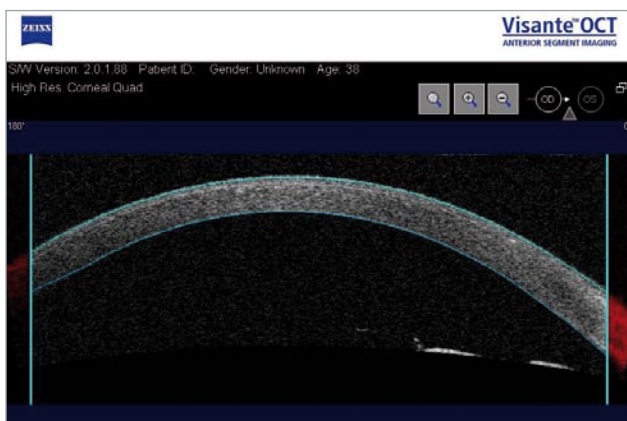 ZEISS
Visante™OCT
ANTERIOR SEGMENT IMAGING
S/W Version: 2.0.1.88 Patient ID: Gender: Unknown Age: 38
High Res. Corneal Quad
OD OS
180°